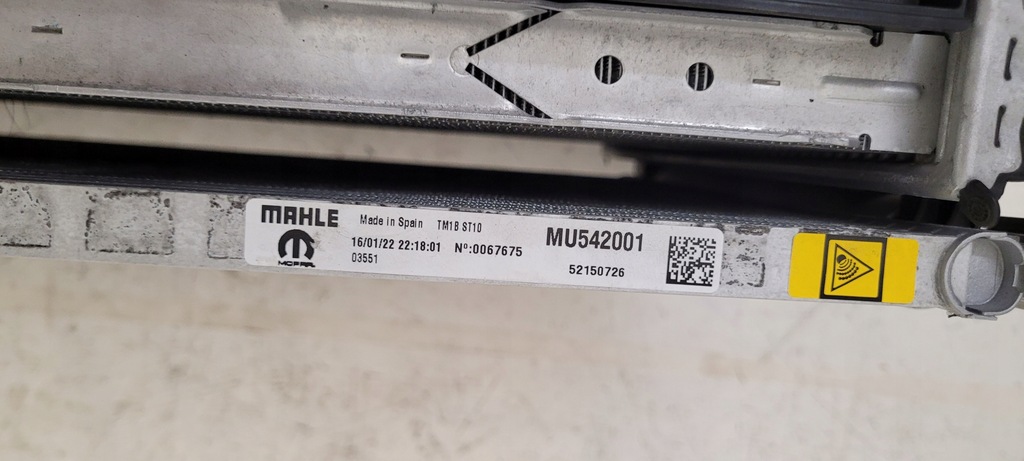 MAHLE Made in Spain TM1B ST10
16/01/22 22:18:01 Nº:0067675 MU542001
MOPAR 03551 52150726